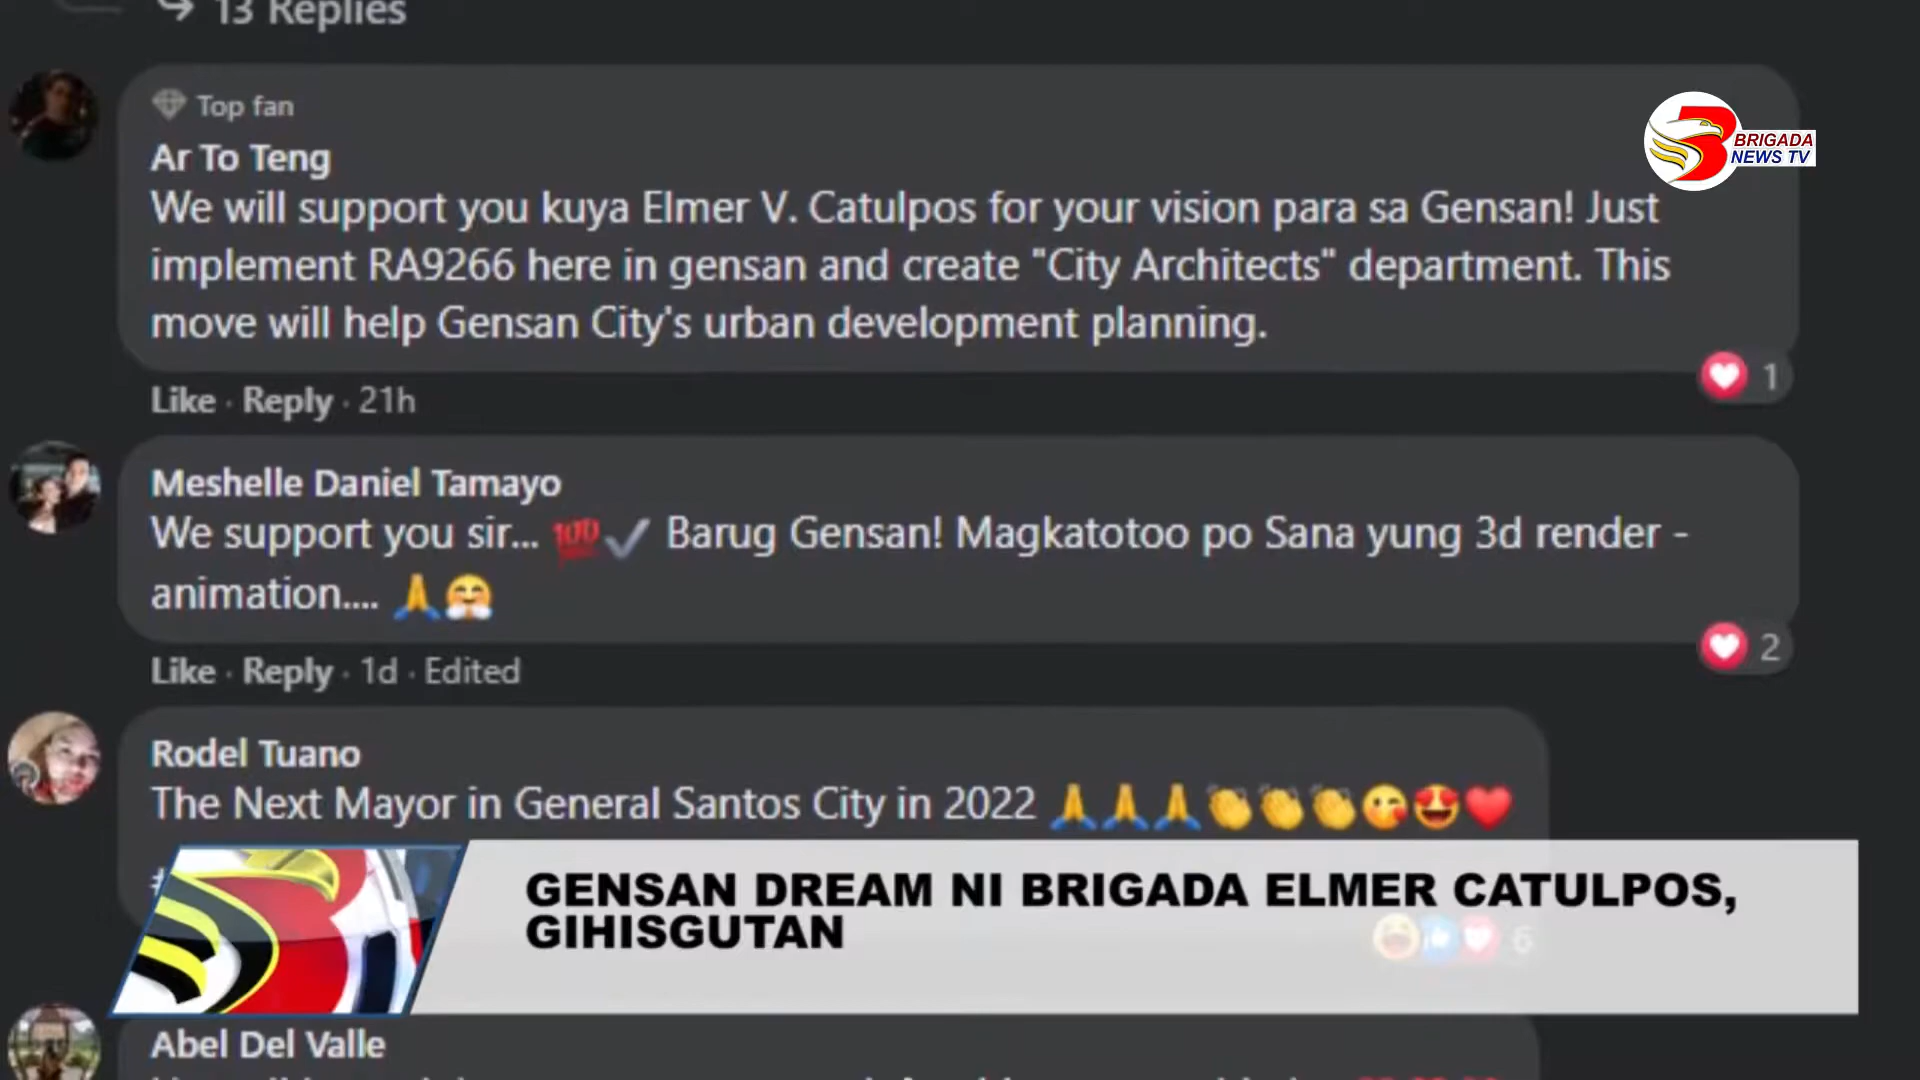 13 Replies
Top fan
BRIGADA
NEWS TV
Ar To Teng
We will support you kuya Elmer V. Catulpos for your vision para sa Gensan! Just
implement RA9266 here in gensan and create "City Architects" department. This
move will help Gensan City's urban development planning.
1
Like · Reply · 21h
Meshelle Daniel Tamayo
We support you sir... 💯✔ Barug Gensan! Magkatotoo po Sana yung 3d render -
animation.... 🙏🤗
2
Like · Reply · 1d · Edited
Rodel Tuano
The Next Mayor in General Santos City in 2022 🙏🙏🙏👏👏👏😘😍❤
GENSAN DREAM NI BRIGADA ELMER CATULPOS,
GIHISGUTAN
6
Abel Del Valle